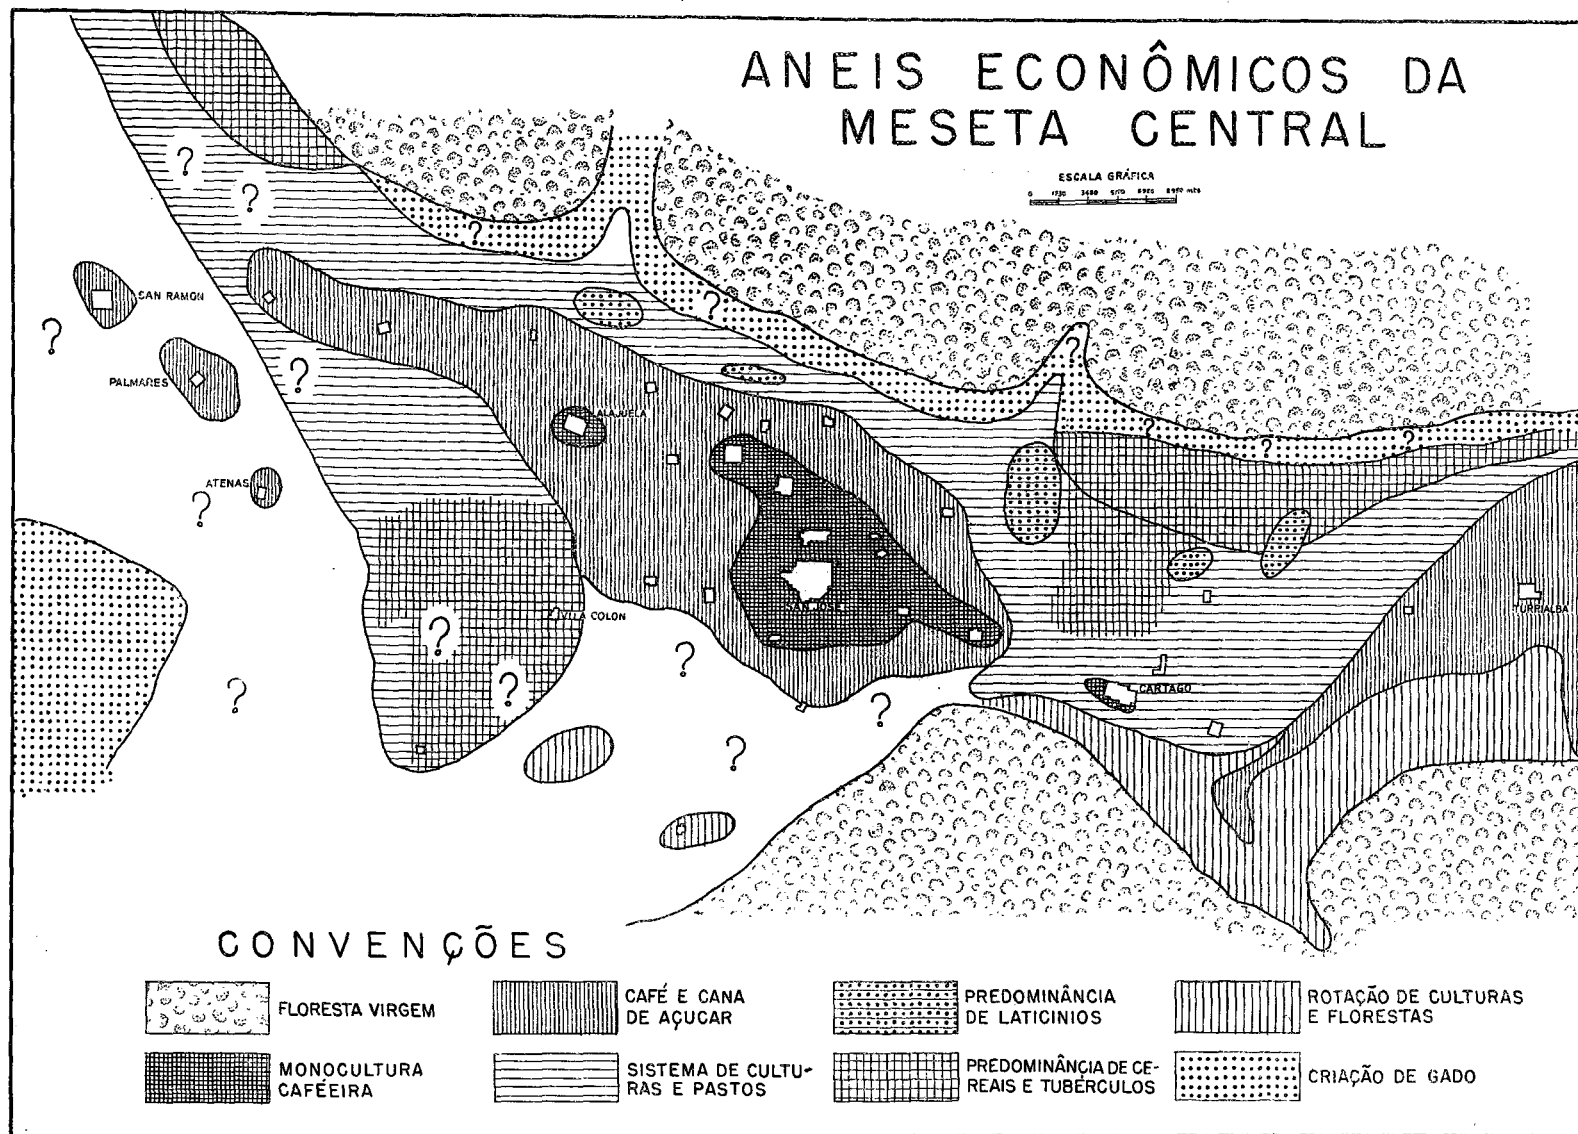 ANEIS ECONÔMICOS DA
MESETA CENTRAL
ESCALA GRÁFICA
?
?
?
?
SAN RAMON
?
?
PALMARES
?
ALAJUELA
?
?
?
ATENAS
?
SAN JOSÉ
VILA COLON
TURRIALBA
?
?
?
CARTAGO
?
?
?
CONVENÇÕES
FLORESTA VIRGEM
CAFÉ E CANA
DE AÇUCAR
PREDOMINÂNCIA
DE LATICINIOS
ROTAÇÃO DE CULTURAS
E FLORESTAS
MONOCULTURA
CAFÉEIRA
SISTEMA DE CULTU-
RAS E PASTOS
PREDOMINÂNCIA DE CE-
REAIS E TUBÉRCULOS
CRIAÇÃO DE GADO